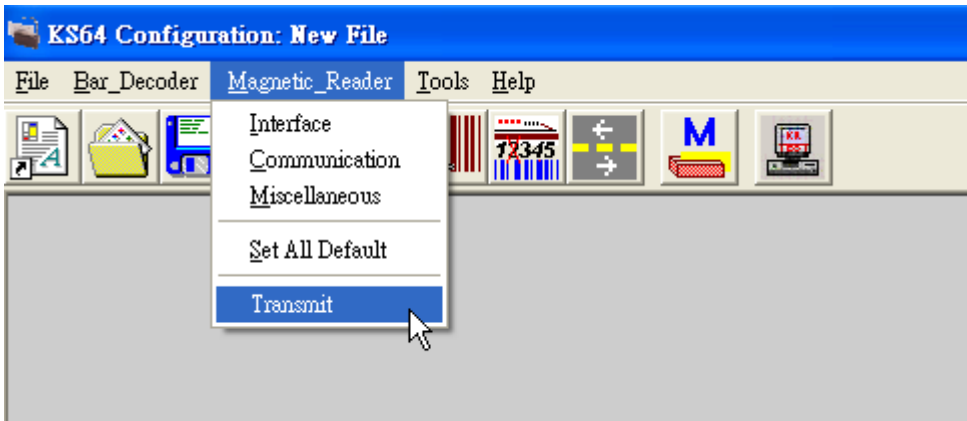 KS64 Configuration: New File
File Bar_Decoder Magnetic_Reader Tools Help
Interface
Communication
Miscellaneous
Set All Default
Transmit
A
12345
M